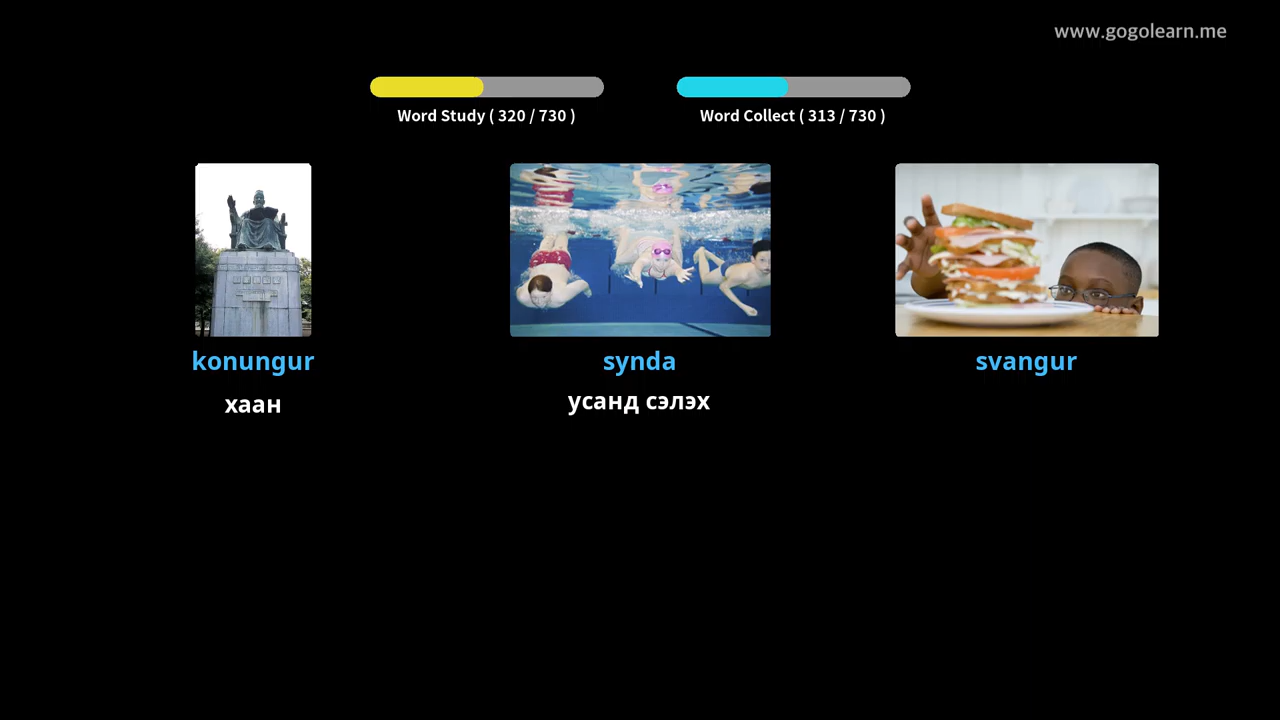 www.gogolearn.me
Word Study ( 320 / 730 )
Word Collect ( 313 / 730 )
konungur
synda
svangur
хаан
усанд сэлэх